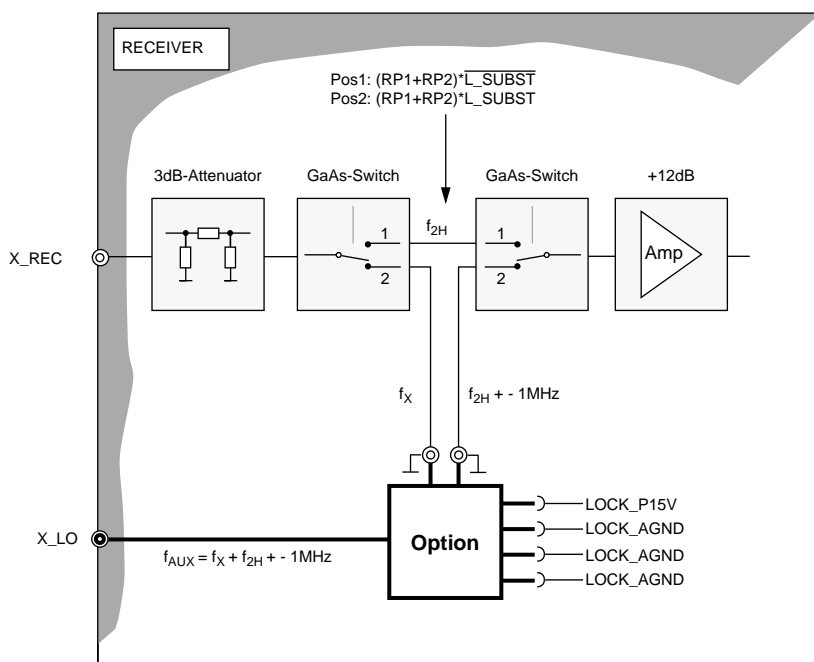 RECEIVER
Pos1: (RP1+RP2)*L_SUBST
Pos2: (RP1+RP2)*L_SUBST
3dB-Attenuator
GaAs-Switch
GaAs-Switch
+12dB
f2H
1
2
1
2
Amp
X_REC
fX
f2H + - 1MHz
Option
LOCK_P15V
LOCK_AGND
LOCK_AGND
LOCK_AGND
X_LO
fAUX = fX + f2H + - 1MHz